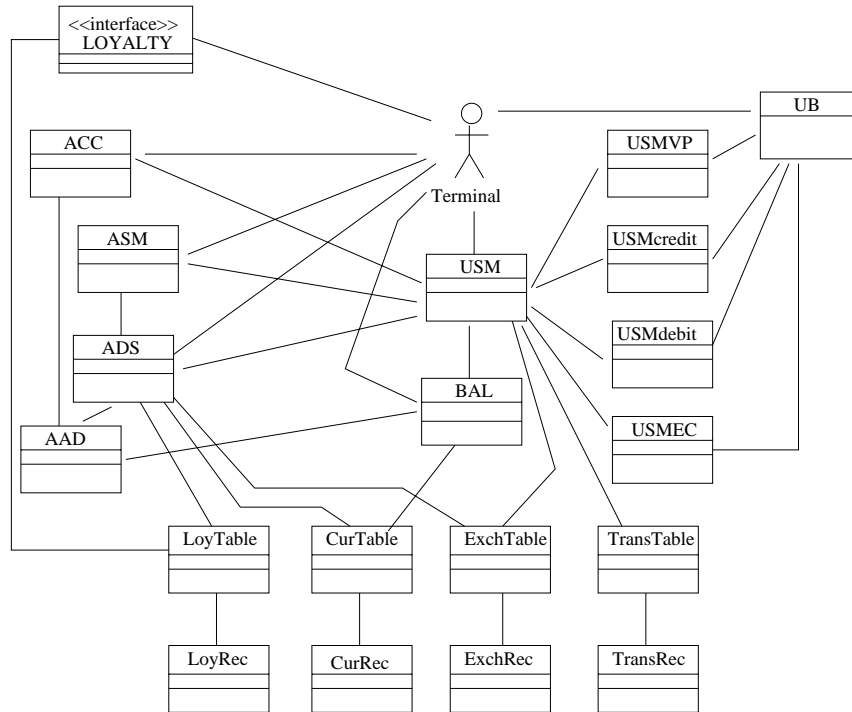 <<interface>>
LOYALTY
UB
ACC
USMVP
Terminal
ASM
USMcredit
USM
ADS
USMdebit
BAL
AAD
USMEC
LoyTable
CurTable
ExchTable
TransTable
LoyRec
CurRec
ExchRec
TransRec